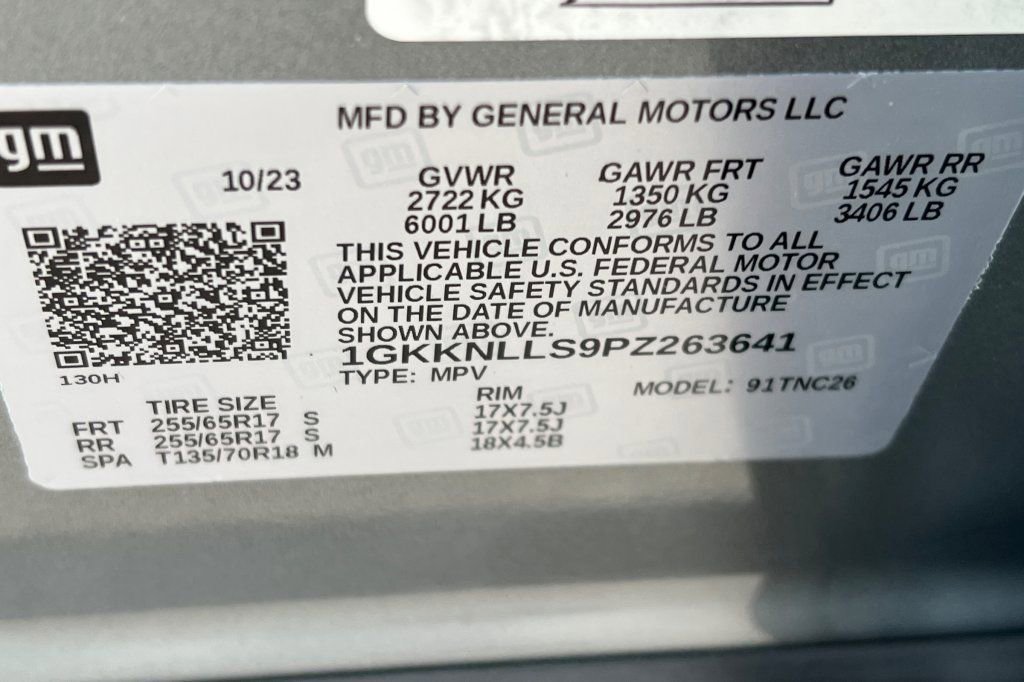 gm
MFD BY GENERAL MOTORS LLC
10/23 GVWR GAWR FRT GAWR RR
2722 KG 1350 KG 1545 KG
6001 LB 2976 LB 3406 LB
THIS VEHICLE CONFORMS TO ALL
APPLICABLE U.S. FEDERAL MOTOR
VEHICLE SAFETY STANDARDS IN EFFECT
ON THE DATE OF MANUFACTURE
SHOWN ABOVE.
1GKKNLLS9PZ263641
130H TYPE: MPV MODEL: 91TNC26
TIRE SIZE RIM
FRT 255/65R17 S 17X7.5J
RR 255/65R17 S 17X7.5J
SPA T135/70R18 M 18X4.5B